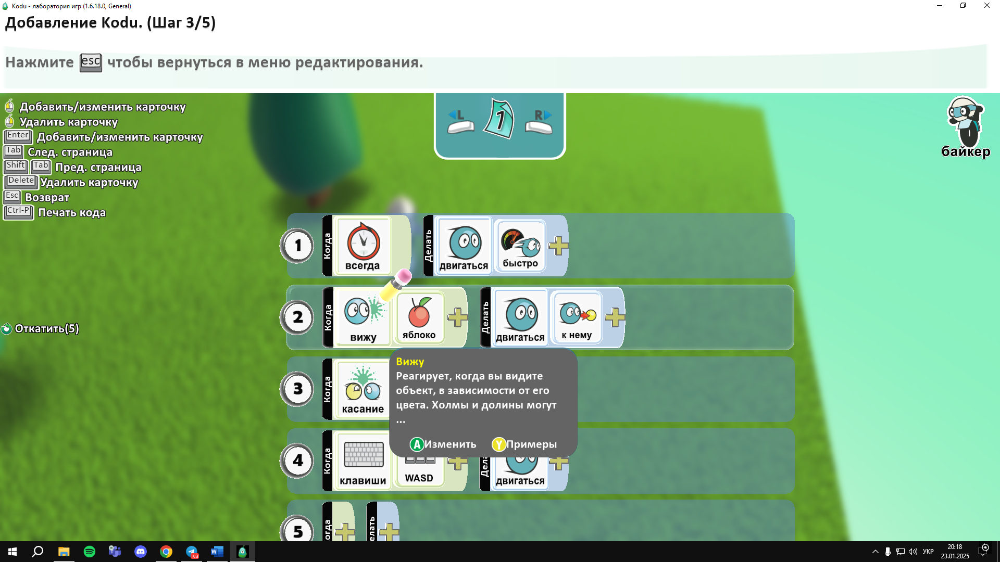 Kodu - лаборатория игр (1.6.18.0, General)
Добавление Kodu. (Шаг 3/5)
Нажмите esc чтобы вернуться в меню редактирования.
Добавить/изменить карточку
Удалить карточку
Enter Добавить/изменить карточку
Tab След. страница
Shift Tab Пред. страница
Delete Удалить карточку
Esc Возврат
Ctrl-P Печать кода
Откатить(5)
L 1 R
байкер
1 Когда всегда Делать двигаться быстро
2 Когда вижу яблоко Делать двигаться к нему
3 Когда касание
Вижу
Реагирует, когда вы видите
объект, в зависимости от его
цвета. Холмы и долины могут
...
A Изменить Y Примеры
4 Когда клавиши WASD двигаться
5
УКР
20:18
23.01.2025